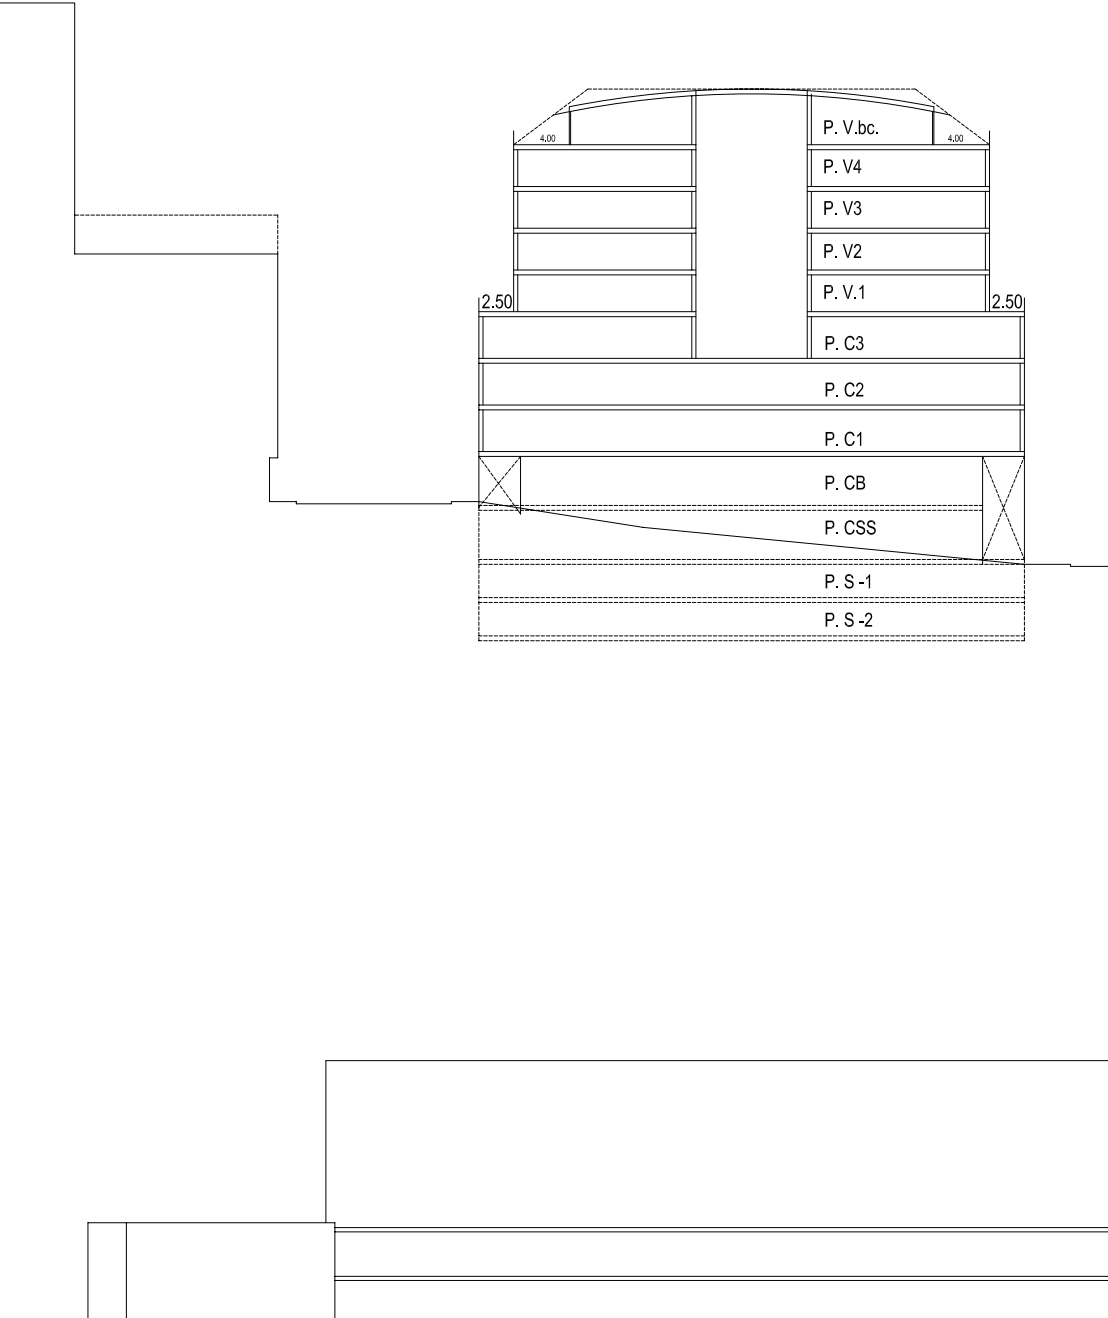 P. V.bc.
4.00
4.00
P. V4
P. V3
P. V2
P. V.1
2.50
2.50
P. C3
P. C2
P. C1
P. CB
P. CSS
P. S -1
P. S -2